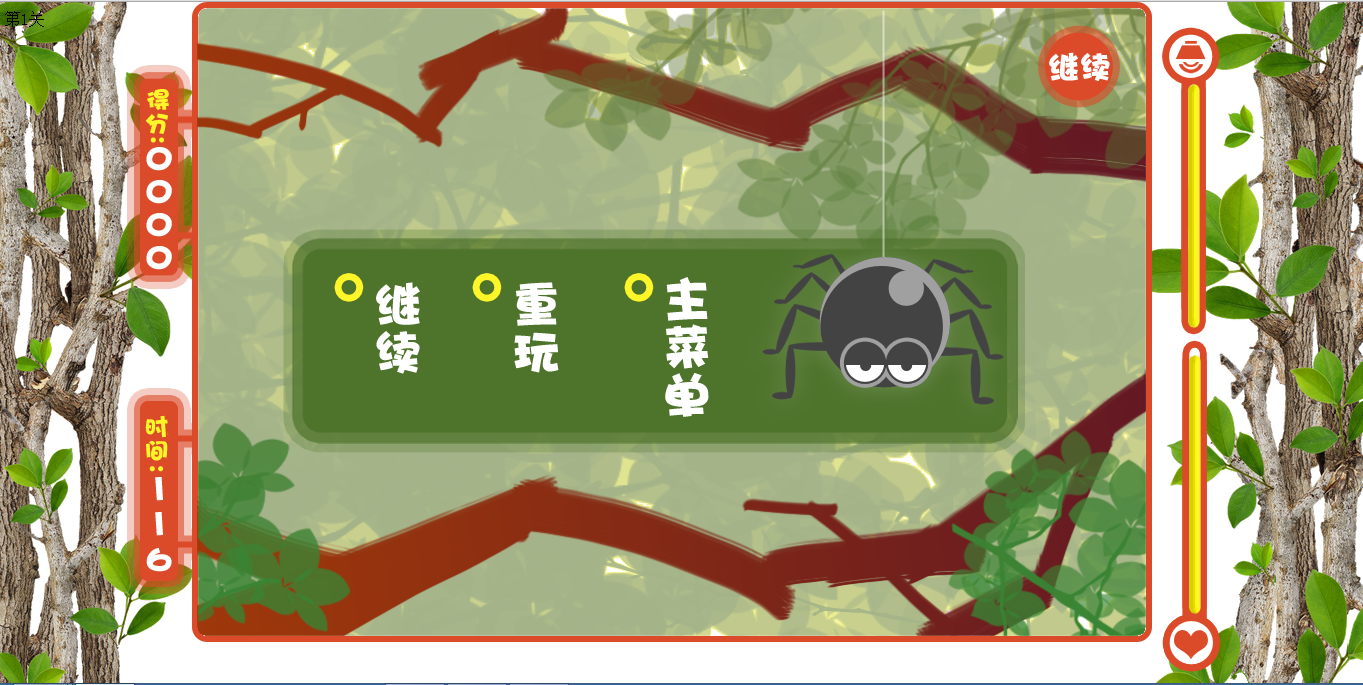 第1关
得分:0000
时间:116
继续
继续
重玩
主菜单